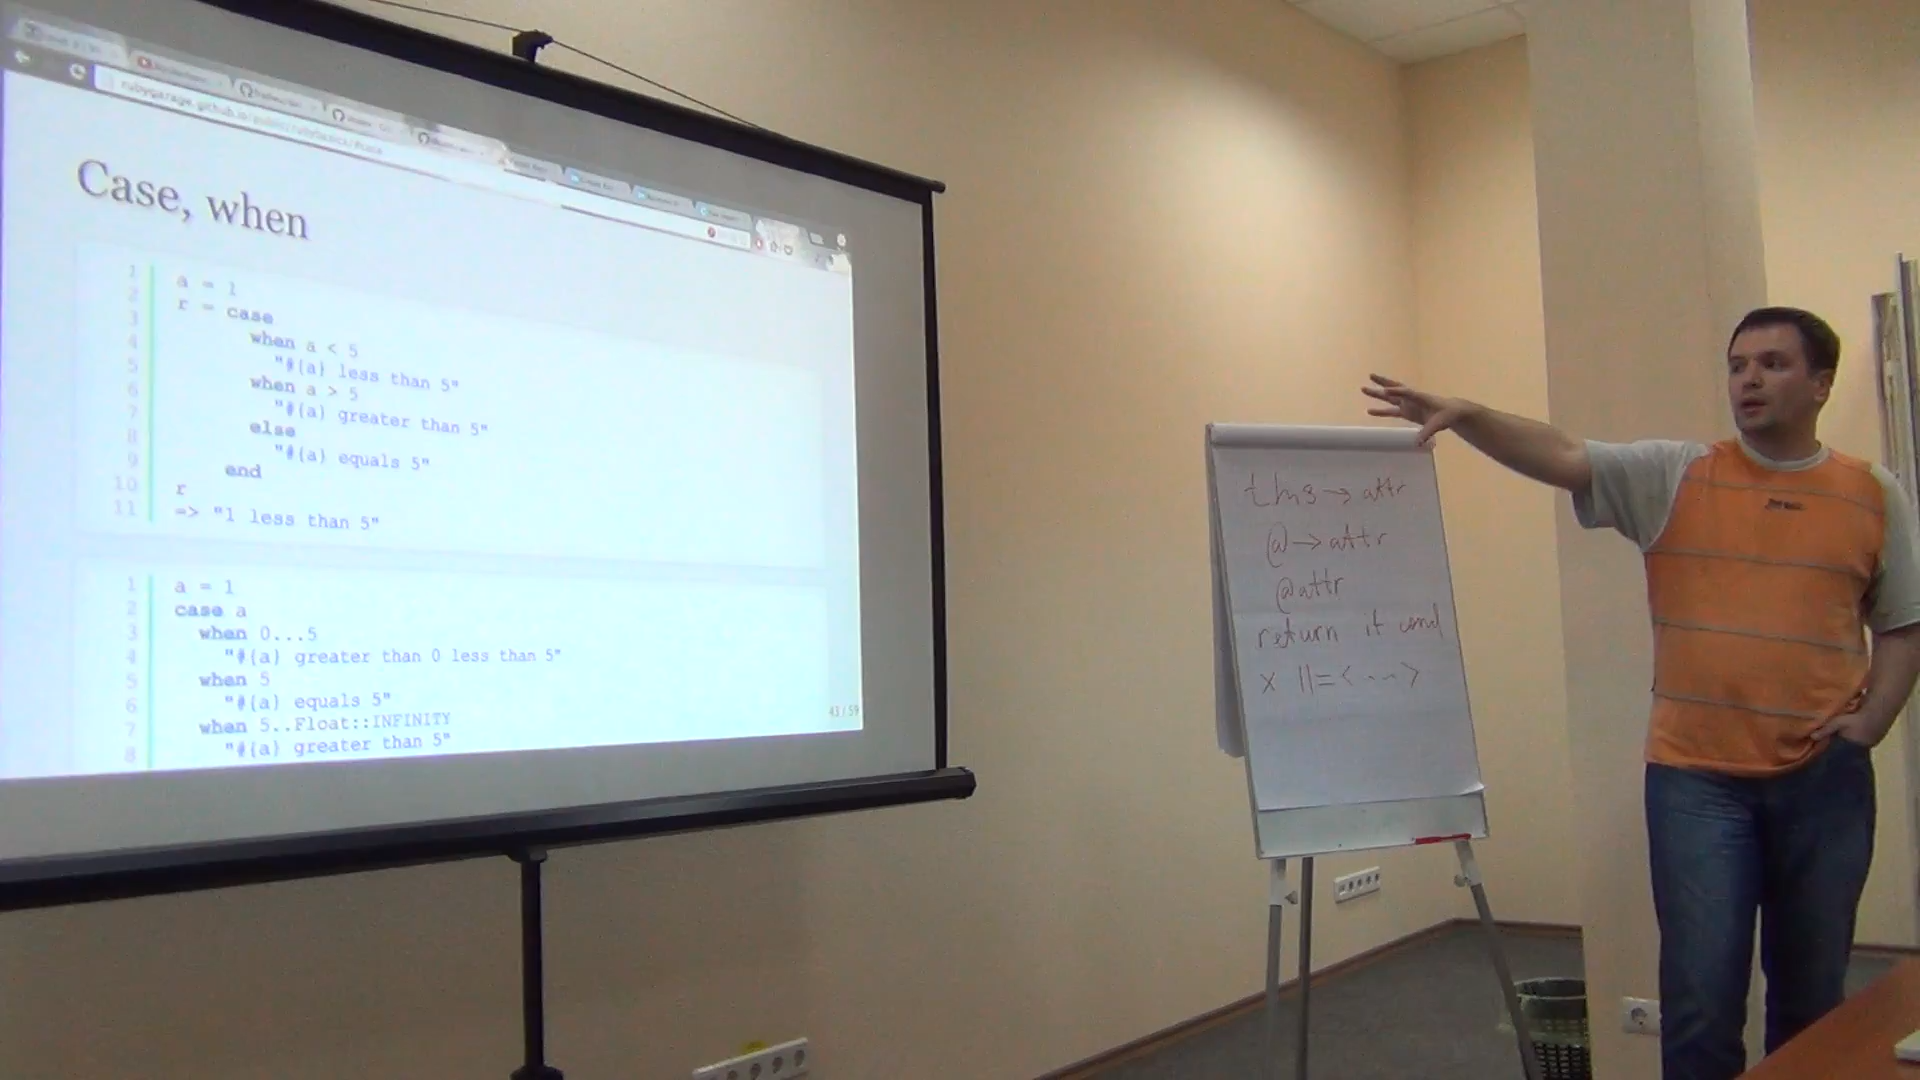 rubygarage.github.io
Case, when
1 a = 1
2 r = case
3 when a < 5
4 "#{a} less than 5"
5 when a > 5
6 "#{a} greater than 5"
7 else
8 "#{a} equals 5"
9 end
10 r
11 => "1 less than 5"
1 a = 1
2 case a
3 when 0...5
4 "#{a} greater than 0 less than 5"
5 when 5
6 "#{a} equals 5"
7 when 5..Float::INFINITY
8 "#{a} greater than 5"
43 / 59
→ attr
@→attr
@attr
return if
x ||= <...>